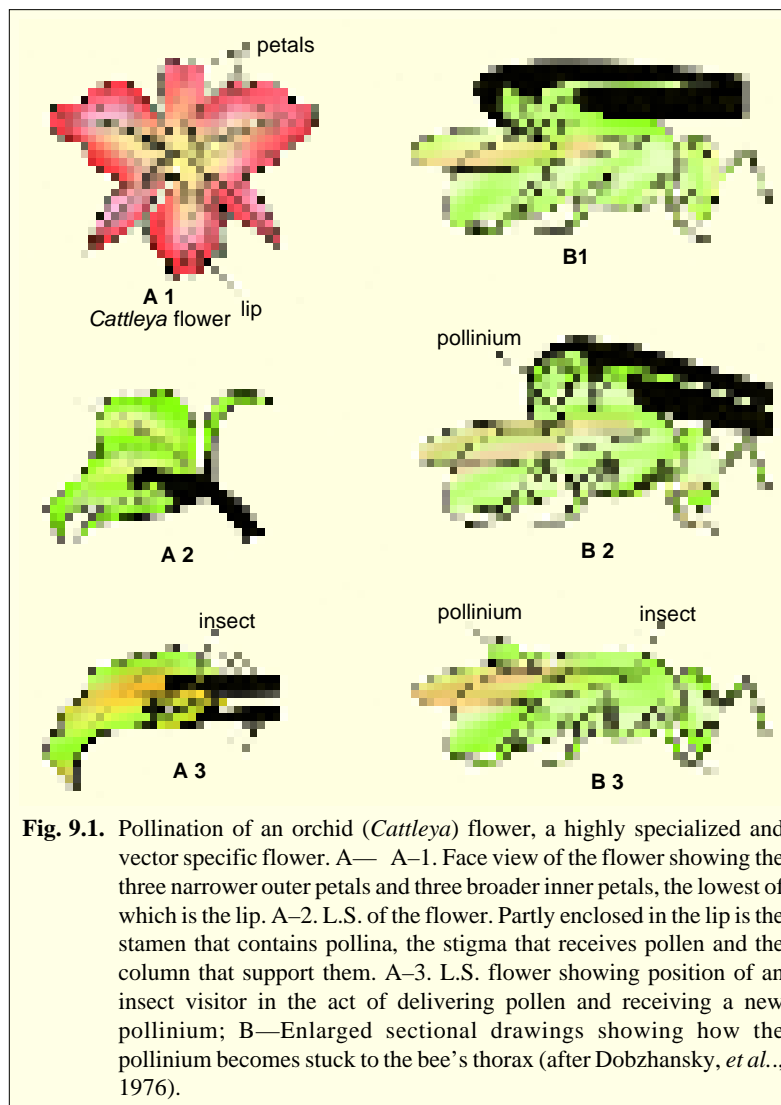 petals
A 1
Cattleya flower
lip
B1
pollinium
A 2
B 2
insect
A 3
pollinium
insect
B 3
Fig. 9.1. Pollination of an orchid (Cattleya) flower, a highly specialized and
vector specific flower. A— A–1. Face view of the flower showing the
three narrower outer petals and three broader inner petals, the lowest of
which is the lip. A–2. L.S. of the flower. Partly enclosed in the lip is the
stamen that contains pollina, the stigma that receives pollen and the
column that support them. A–3. L.S. flower showing position of an
insect visitor in the act of delivering pollen and receiving a new
pollinium; B—Enlarged sectional drawings showing how the
pollinium becomes stuck to the bee's thorax (after Dobzhansky, et al..,
1976).